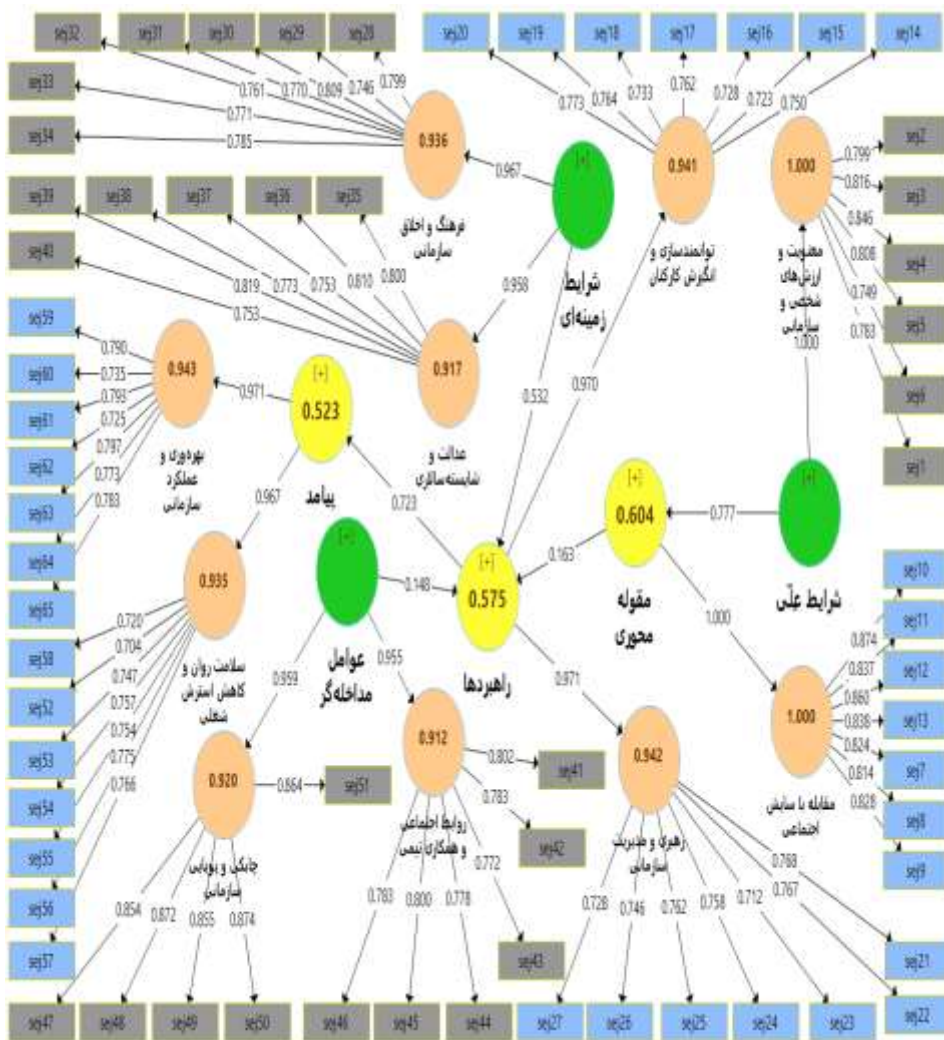 sej32 sej31 sej30 sej29 sej28 sej20 sej19 sej18 sej17 sej16 sej15 sej14
0.761 0.770 0.809 0.746 0.799
0.773 0.764 0.733 0.762 0.728 0.723 0.750
sej33
0.771
sej34
0.785
0.936
فرهنگ و اخلاق
سازمانی
0.967
[+]
شرایط
زمینه‌ای
[+]
0.941
توانمندسازی و
انگیزش کارکنان
1.000
معنویت و
ارزش‌های
شخصی و
سازمانی
1.000
0.799
0.816
0.846
0.808
0.749
0.783
sej2
sej3
sej4
sej5
sej6
sej1
sej39 sej38 sej37 sej36 sej35
sej40
0.819 0.773 0.753 0.810 0.800
0.753
0.958
0.917
عدالت و
شایسته‌سالاری
0.532
0.970
sej59
sej60
sej61
sej62
sej63
sej64
sej65
0.790
0.735
0.793
0.725
0.797
0.773
0.783
0.943
بهره‌وری و
عملکرد
سازمانی
0.971
[+]
0.523
پیامد
0.967
0.723
[+]
0.604
مقوله
محوری
0.777
[+]
شرایط علّی
0.163
1.000
[+]
عوامل
مداخله‌گر
0.148
[+]
0.575
راهبردها
0.935
سلامت روان و
کاهش استرش
شغلی
0.720
0.704
0.747
0.757
0.754
0.775
0.766
sej58
sej52
sej53
sej54
sej55
sej56
sej57
0.959
0.955
0.971
0.920
چابکی و پویایی
سازمانی
0.864
sej51
0.854 0.872 0.855 0.874
0.912
روابط اجتماعی
و همکاری تیمی
0.802
sej41
0.783
sej42
0.772
sej43
0.783 0.800 0.778
0.942
رهبری و مدیریت
سازمانی
0.728 0.746 0.762 0.758 0.712 0.767 0.768
1.000
مقابله با سایش
اجتماعی
0.874
0.837
0.860
0.838
0.824
0.814
0.828
sej10
sej11
sej12
sej13
sej7
sej8
sej9
sej21
sej22
sej47 sej48 sej49 sej50 sej46 sej45 sej44 sej27 sej26 sej25 sej24 sej23